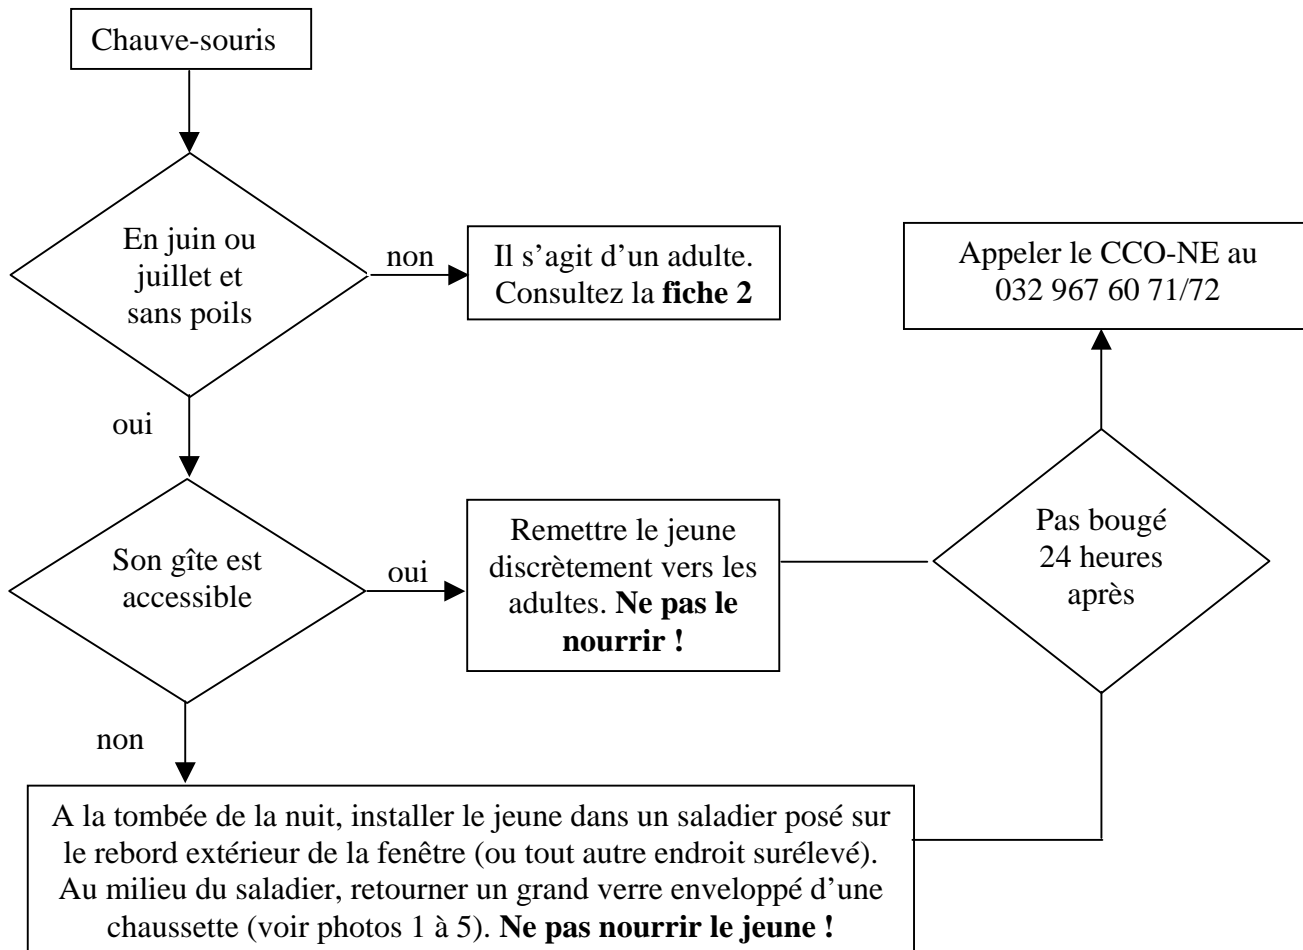 Chauve-souris
En juin ou
juillet et
sans poils
non
Il s'agit d'un adulte.
Consultez la fiche 2
Appeler le CCO-NE au
032 967 60 71/72
oui
Son gîte est
accessible
oui
Remettre le jeune
discrètement vers les
adultes. Ne pas le
nourrir !
Pas bougé
24 heures
après
non
A la tombée de la nuit, installer le jeune dans un saladier posé sur
le rebord extérieur de la fenêtre (ou tout autre endroit surélevé).
Au milieu du saladier, retourner un grand verre enveloppé d'une
chaussette (voir photos 1 à 5). Ne pas nourrir le jeune !